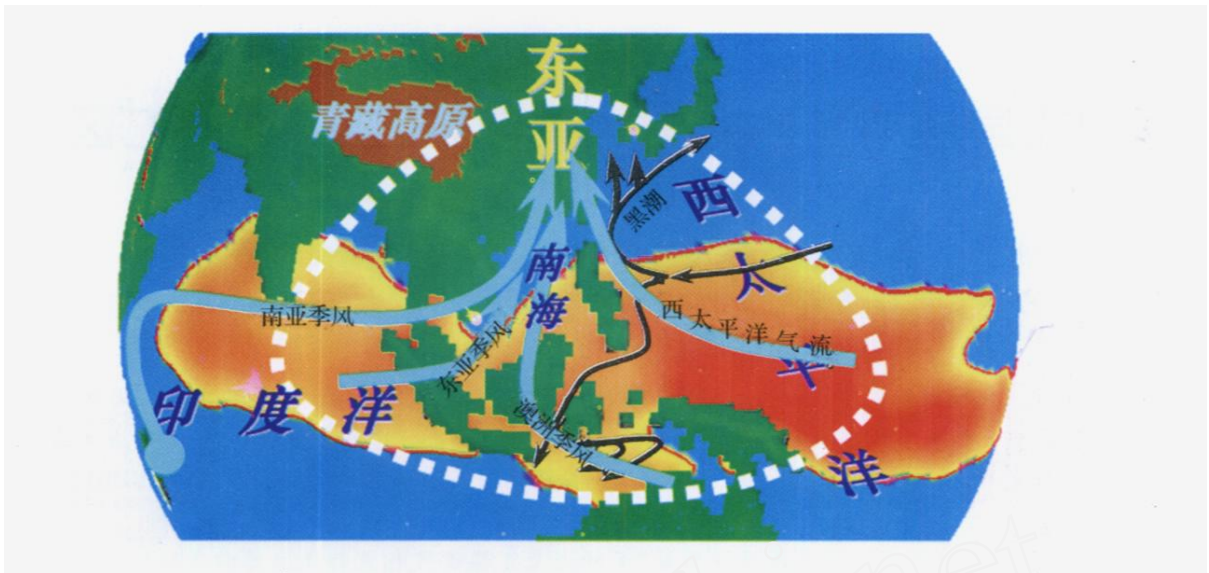 东亚
青藏高原
西太平洋
黑潮
南海
南亚季风
西太平洋气流
东亚季风
印度洋
澳洲季风